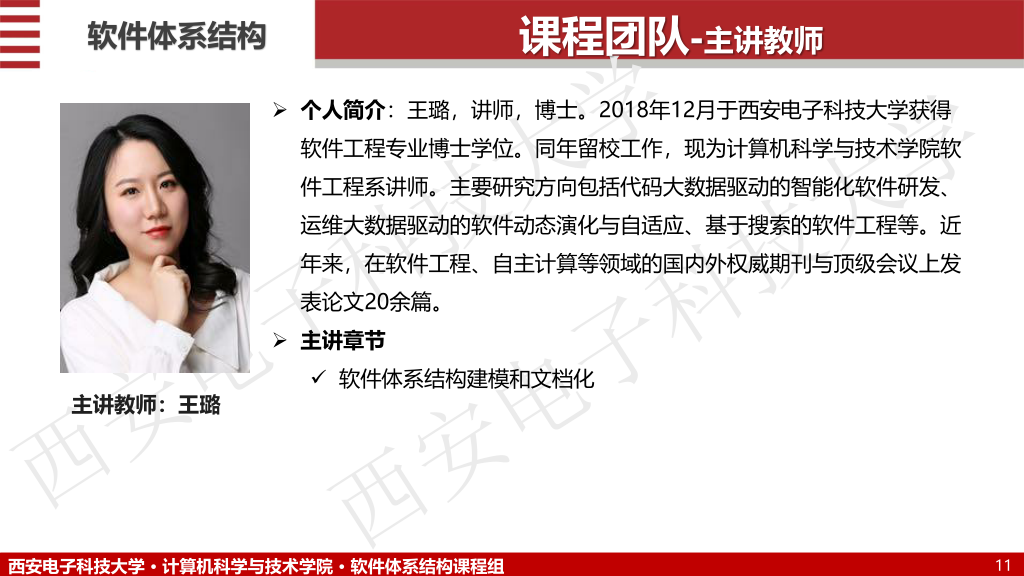 软件体系结构
课程团队-主讲教师
个人简介：王璐，讲师，博士。2018年12月于西安电子科技大学获得
软件工程专业博士学位。同年留校工作，现为计算机科学与技术学院软
件工程系讲师。主要研究方向包括代码大数据驱动的智能化软件研发、
运维大数据驱动的软件动态演化与自适应、基于搜索的软件工程等。近
年来，在软件工程、自主计算等领域的国内外权威期刊与顶级会议上发
表论文20余篇。
主讲章节
软件体系结构建模和文档化
主讲教师：王璐
西安电子科技大学
西安电子科技大学
西安电子科技大学 • 计算机科学与技术学院 • 软件体系结构课程组
11